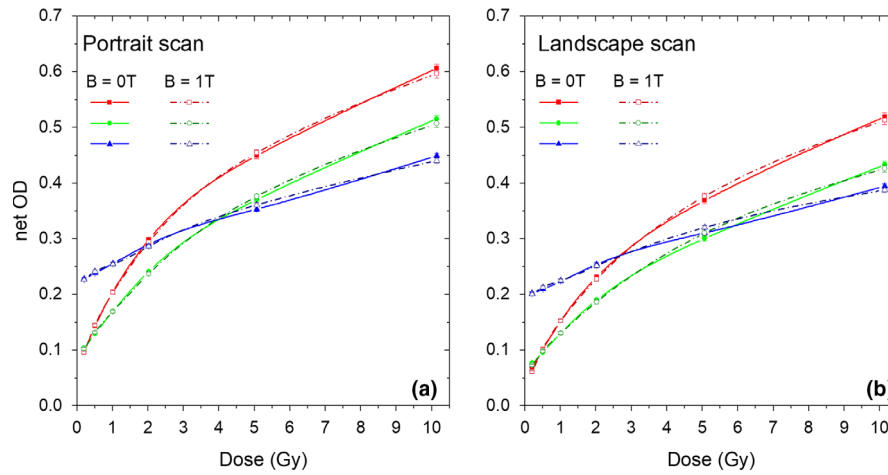 Portrait scan
B = 0T B = 1T
net OD
0.7
0.6
0.5
0.4
0.3
0.2
0.1
0.0
0 1 2 3 4 5 6 7 8 9 10
Dose (Gy)
(a)
Landscape scan
B = 0T B = 1T
0.7
0.6
0.5
0.4
0.3
0.2
0.1
0.0
0 1 2 3 4 5 6 7 8 9 10
Dose (Gy)
(b)